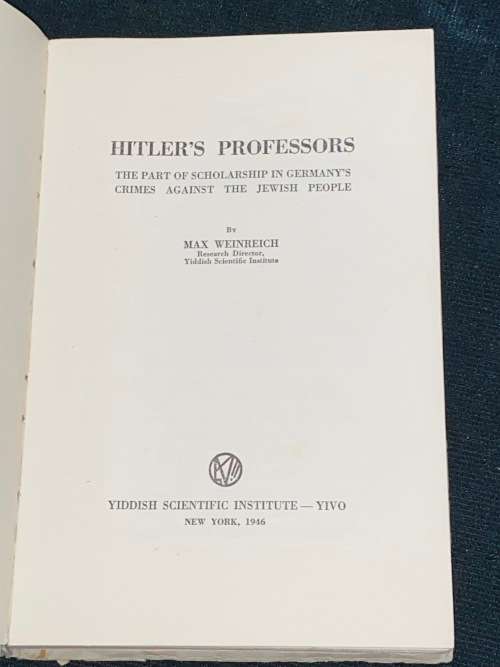 HITLER'S PROFESSORS
THE PART OF SCHOLARSHIP IN GERMANY'S
CRIMES AGAINST THE JEWISH PEOPLE
BY
MAX WEINREICH
Research Director,
Yiddish Scientific Institute
YIDDISH SCIENTIFIC INSTITUTE — YIVO
NEW YORK, 1946